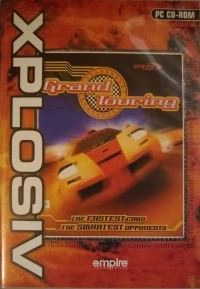 PC CD-ROM
XPLOSIV
Grand
Touring
THE FASTEST CARS
THE SMARTEST OPPONENTS
empire